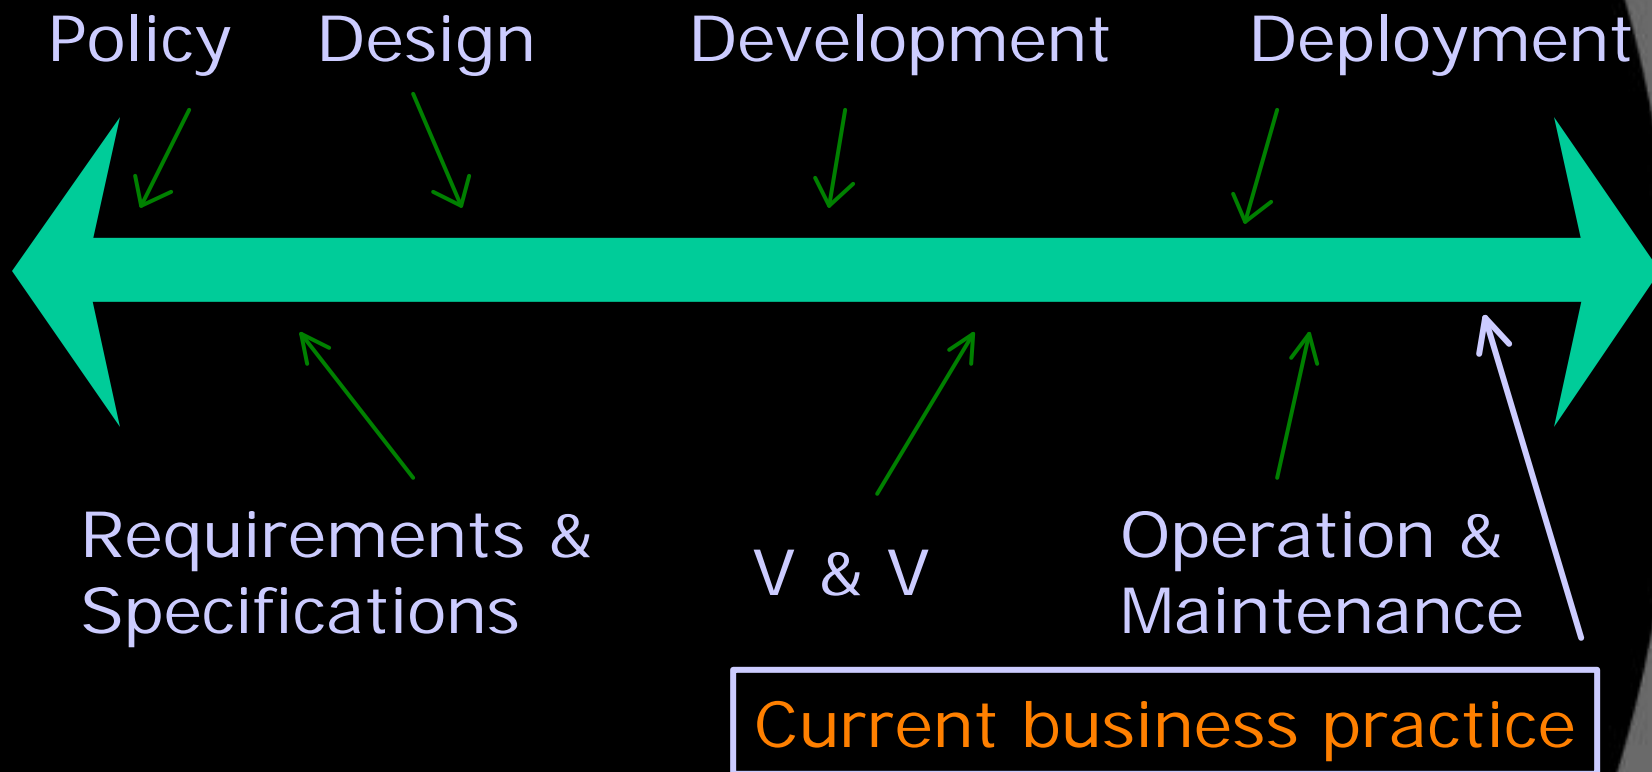 Policy
Design
Development
Deployment
Requirements &
Specifications
V & V
Operation &
Maintenance
Current business practice